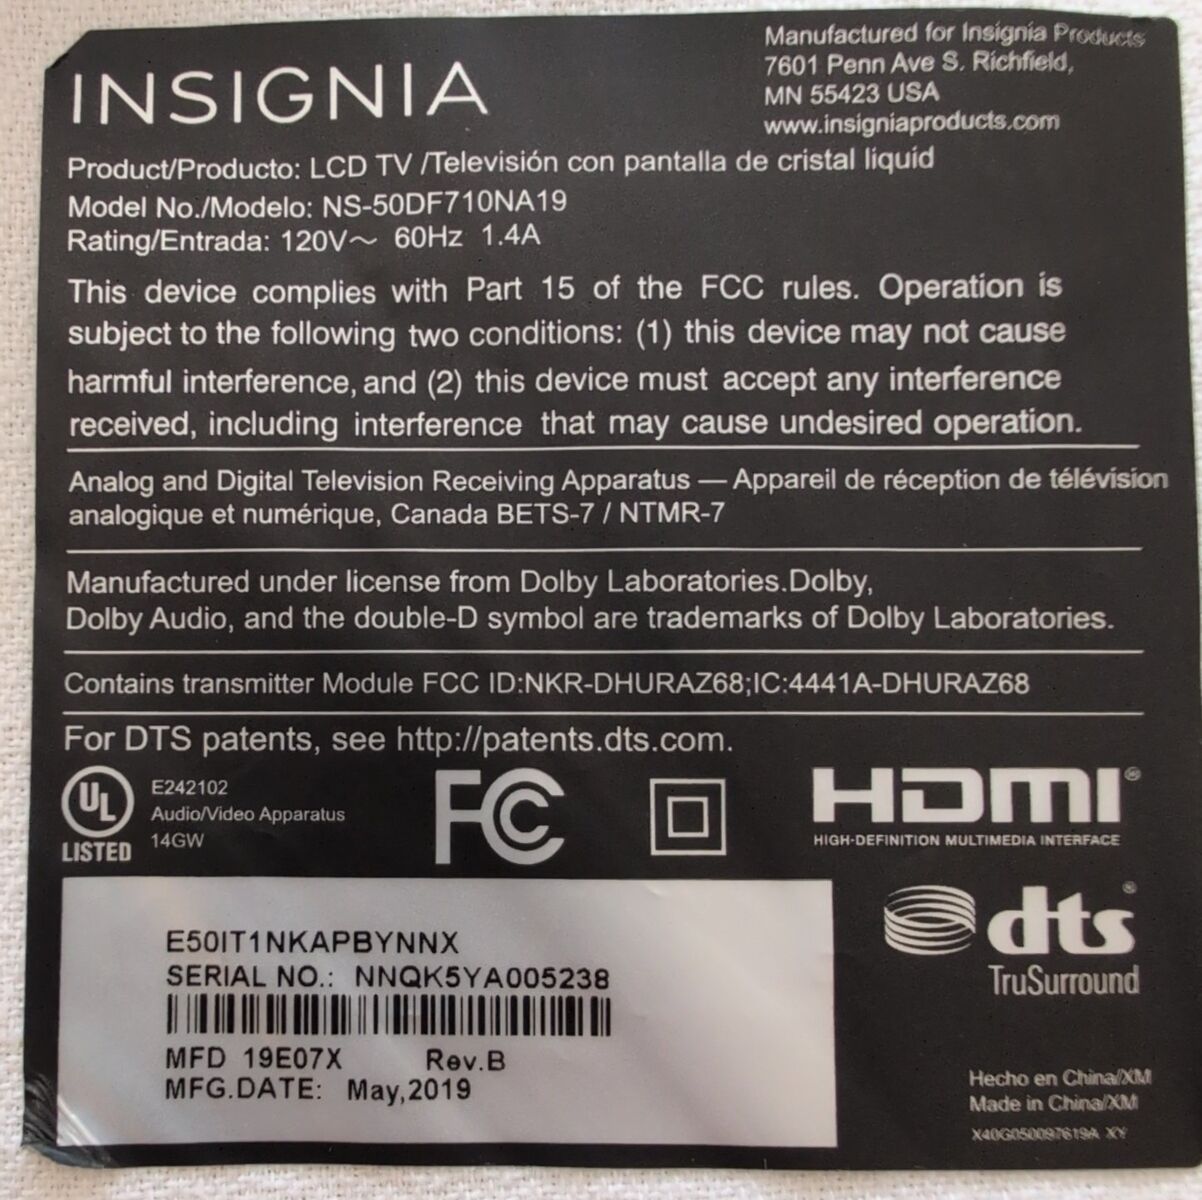 INSIGNIA
Manufactured for Insignia Products
7601 Penn Ave S. Richfield,
MN 55423 USA
www.insigniaproducts.com
Product/Producto: LCD TV /Televisión con pantalla de cristal liquid
Model No./Modelo: NS-50DF710NA19
Rating/Entrada: 120V～ 60Hz 1.4A
This device complies with Part 15 of the FCC rules. Operation is
subject to the following two conditions: (1) this device may not cause
harmful interference, and (2) this device must accept any interference
received, including interference that may cause undesired operation.
Analog and Digital Television Receiving Apparatus — Appareil de réception de télévision
analogique et numérique, Canada BETS-7 / NTMR-7
Manufactured under license from Dolby Laboratories.Dolby,
Dolby Audio, and the double-D symbol are trademarks of Dolby Laboratories.
Contains transmitter Module FCC ID:NKR-DHURAZ68;IC:4441A-DHURAZ68
For DTS patents, see http://patents.dts.com.
UL
LISTED
E242102
Audio/Video Apparatus
14GW
FC
HDMI®
HIGH-DEFINITION MULTIMEDIA INTERFACE
dts®
TruSurround
E50IT1NKAPBYNNX
SERIAL NO.: NNQK5YA005238
MFD 19E07X Rev.B
MFG.DATE: May,2019
Hecho en China/XM
Made in China/XM
X40G050097619A XY